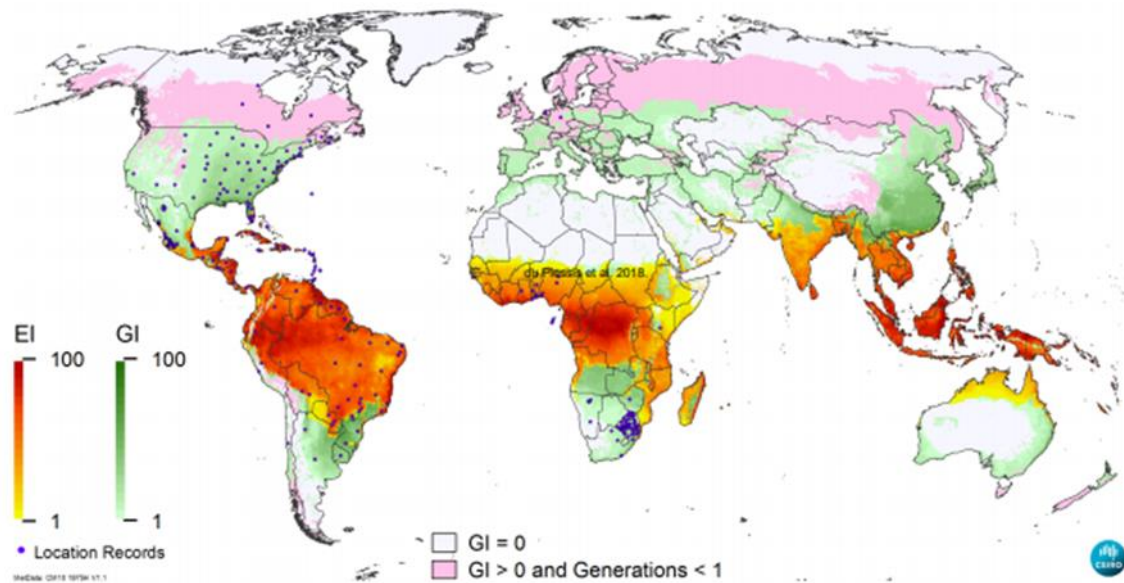 du Plessis et al. 2018.
EI GI
100 100
1 1
Location Records
GI = 0
GI > 0 and Generations < 1
CSIRO